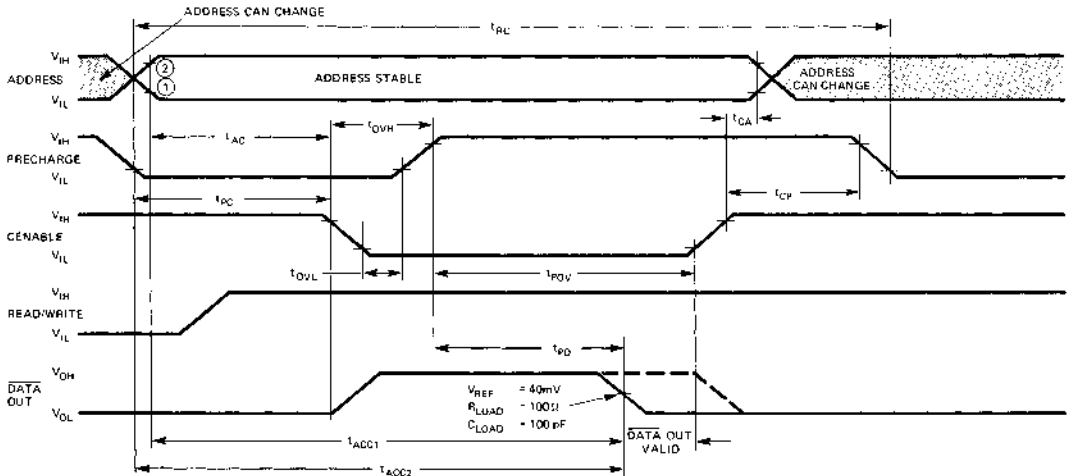 ADDRESS CAN CHANGE
tRC
VIH
ADDRESS
VIL
②
①
ADDRESS STABLE
ADDRESS
CAN CHANGE
tCA
tOVH
tAC
VIH
PRECHARGE
VIL
tCP
tPC
VIH
CENABLE
VIL
tOVL
tPOV
VIH
READ/WRITE
VIL
tPO
VOH
DATA
OUT
VOL
VREF = 40mV
RLOAD = 100Ω
CLOAD = 100 pF
DATA OUT
VALID
tACC1
tACC2